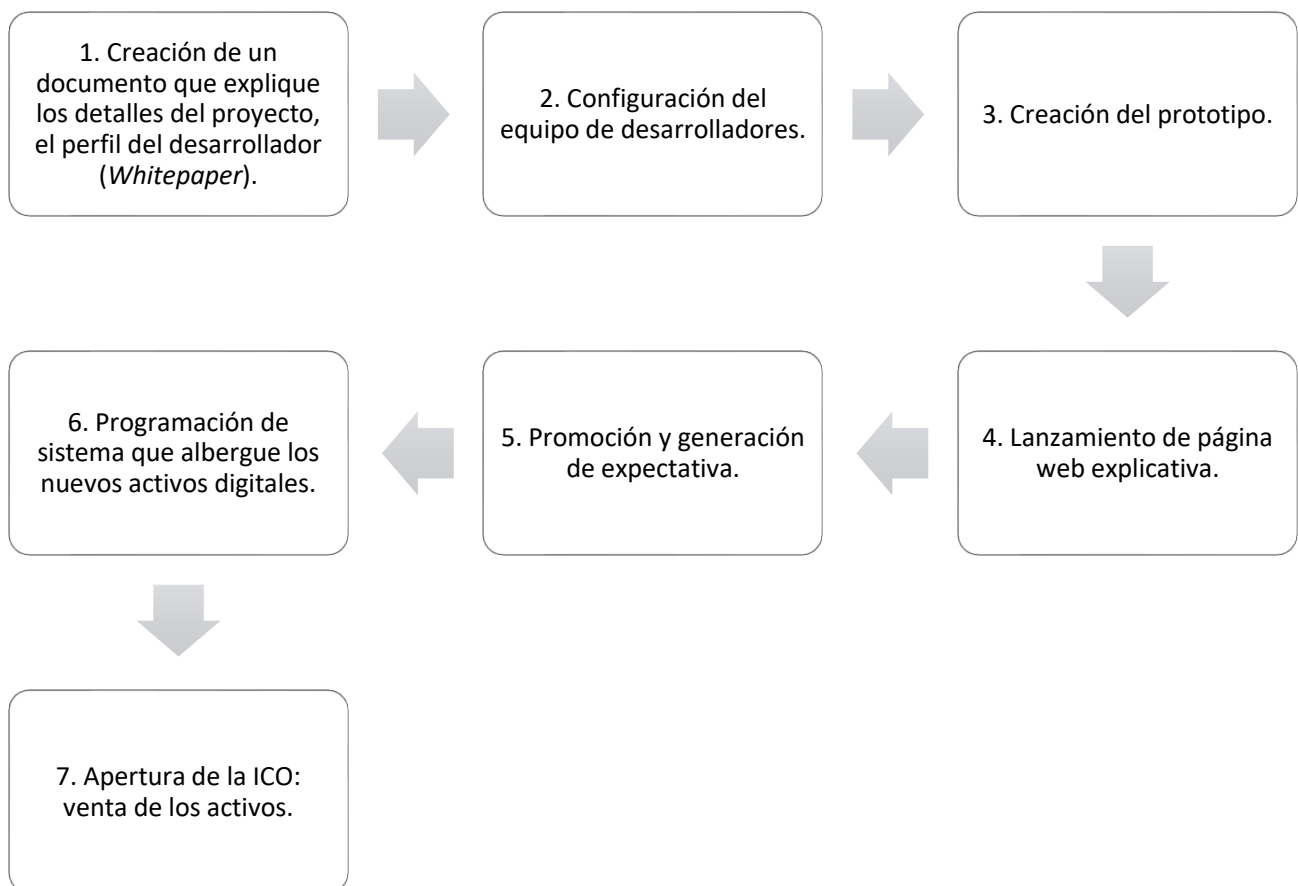 1. Creación de un
documento que explique
los detalles del proyecto,
el perfil del desarrollador
(Whitepaper).
2. Configuración del
equipo de desarrolladores.
3. Creación del prototipo.
4. Lanzamiento de página
web explicativa.
5. Promoción y generación
de expectativa.
6. Programación de
sistema que albergue los
nuevos activos digitales.
7. Apertura de la ICO:
venta de los activos.